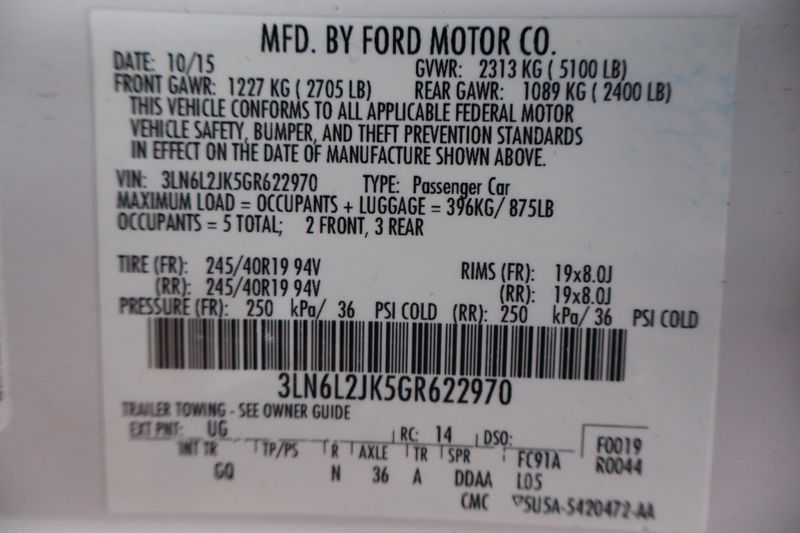 MFD. BY FORD MOTOR CO.
DATE: 10/15 GVWR: 2313 KG ( 5100 LB)
FRONT GAWR: 1227 KG ( 2705 LB) REAR GAWR: 1089 KG ( 2400 LB)
THIS VEHICLE CONFORMS TO ALL APPLICABLE FEDERAL MOTOR
VEHICLE SAFETY, BUMPER, AND THEFT PREVENTION STANDARDS
IN EFFECT ON THE DATE OF MANUFACTURE SHOWN ABOVE.
VIN: 3LN6L2JK5GR622970 TYPE: Passenger Car
MAXIMUM LOAD = OCCUPANTS + LUGGAGE = 396KG/ 875LB
OCCUPANTS = 5 TOTAL; 2 FRONT, 3 REAR
TIRE (FR): 245/40R19 94V RIMS (FR): 19x8.0J
(RR): 245/40R19 94V (RR): 19x8.0J
PRESSURE (FR): 250 kPa/ 36 PSI COLD (RR): 250 kPa/ 36 PSI COLD
3LN6L2JK5GR622970
TRAILER TOWING - SEE OWNER GUIDE
EXT PNT: UG RC: 14 DSO: F0019
INT TR TP/PS R AXLE TR SPR FC91A R0044
GQ N 36 A DDAA L05
CMC SU5A-5420472-AA